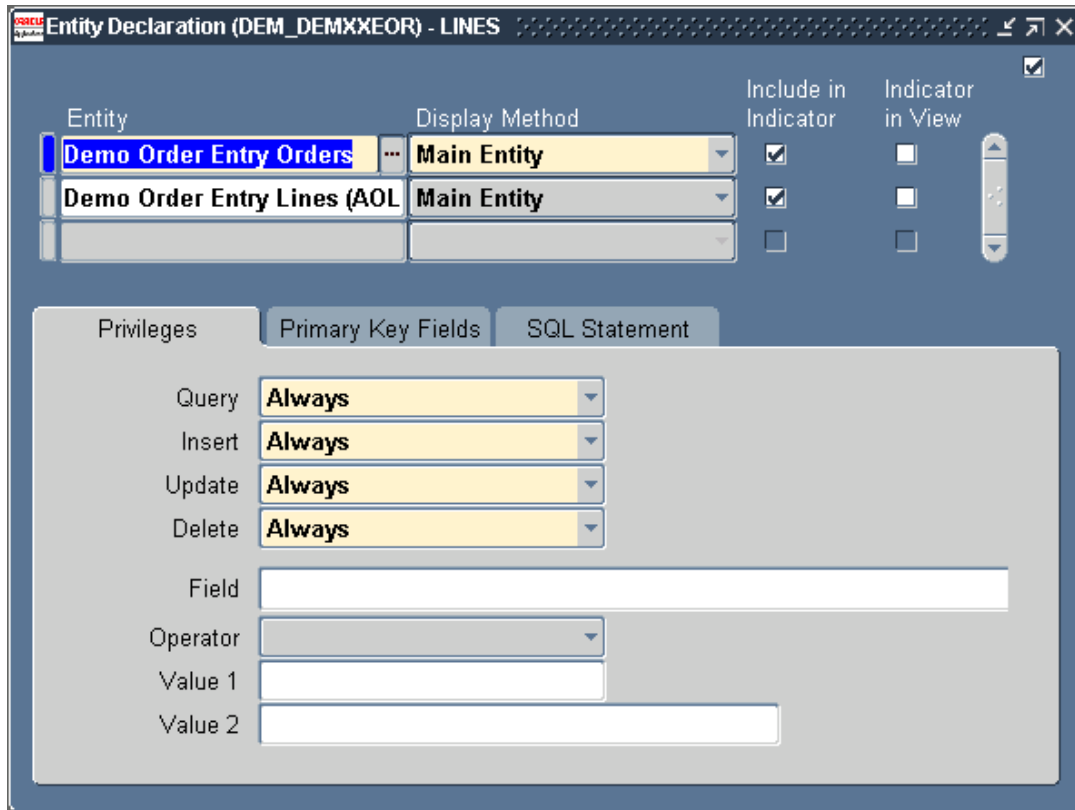 ORACLE
Applications
Entity Declaration (DEM_DEMXXEOR) - LINES
Entity Display Method Include in Indicator Indicator in View
Demo Order Entry Orders ... Main Entity
Demo Order Entry Lines (AOL Main Entity
Privileges Primary Key Fields SQL Statement
Query Always
Insert Always
Update Always
Delete Always
Field
Operator
Value 1
Value 2